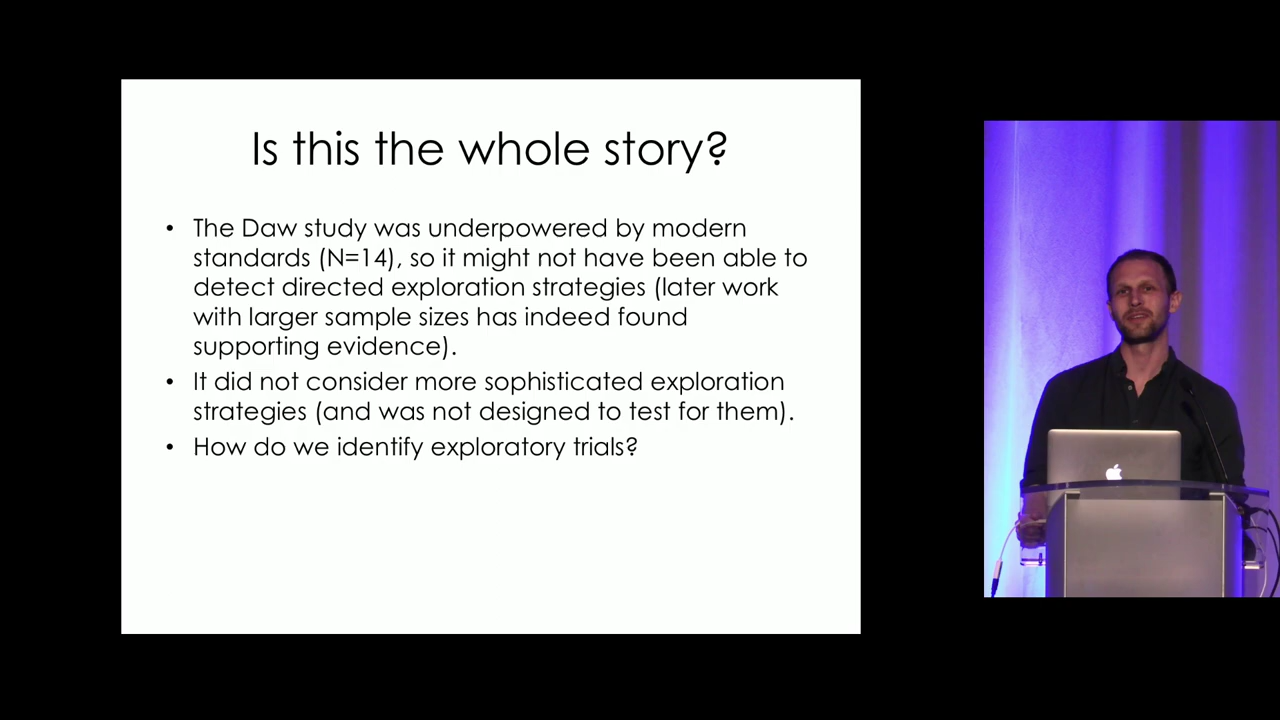 Is this the whole story?
• The Daw study was underpowered by modern
standards (N=14), so it might not have been able to
detect directed exploration strategies (later work
with larger sample sizes has indeed found
supporting evidence).
• It did not consider more sophisticated exploration
strategies (and was not designed to test for them).
• How do we identify exploratory trials?